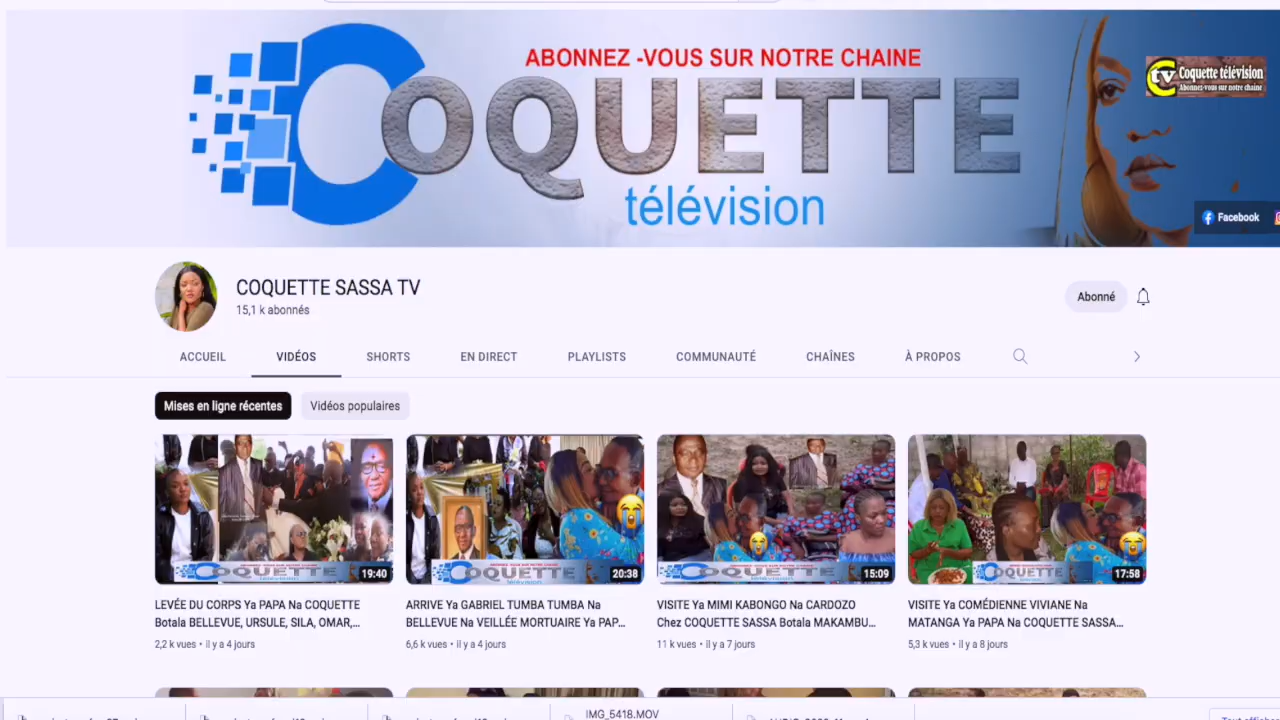 ABONNEZ -VOUS SUR NOTRE CHAINE
COQUETTE
télévision
tv Coquette télévision
Abonnez-vous sur notre chaine
Facebook
COQUETTE SASSA TV
15,1 k abonnés
Abonné
ACCUEIL VIDÉOS SHORTS EN DIRECT PLAYLISTS COMMUNAUTÉ CHAÎNES À PROPOS
Mises en ligne récentes Vidéos populaires
COQUETTE 19:40
COQUETTE 20:38
télévision
COQUETTE 15:09
COQUETTE 17:58
LEVÉE DU CORPS Ya PAPA Na COQUETTE
Botala BELLEVUE, URSULE, SILA, OMAR,...
2,2 k vues • il y a 4 jours
ARRIVE Ya GABRIEL TUMBA TUMBA Na
BELLEVUE Na VEILLÉE MORTUAIRE Ya PAP...
6,6 k vues • il y a 4 jours
VISITE Ya MIMI KABONGO Na CARDOZO
Chez COQUETTE SASSA Botala MAKAMBU...
11 k vues • il y a 7 jours
VISITE Ya COMÉDIENNE VIVIANE Na
MATANGA Ya PAPA Na COQUETTE SASSA...
5,3 k vues • il y a 8 jours
IMG_5418.MOV